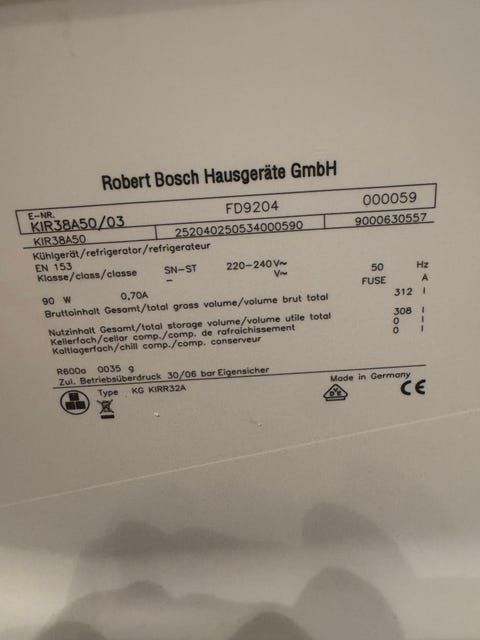 Robert Bosch Hausgeräte GmbH
E-NR. KIR38A50/03 FD9204 000059
KIR38A50 252040250534000590 9000630557
Kühlgerät/refrigerator/refrigerateur
EN 153
Klasse/class/classe SN-ST 220-240V~ 50 Hz
– V~ FUSE A
90 W 0,70A
Bruttoinhalt Gesamt/total gross volume/volume brut total 312 l
Nutzinhalt Gesamt/total storage volume/volume utile total 308 l
Kellerfach/cellar comp./comp. de rafraichissement 0 l
Kaltlagerfach/chill comp./comp. conserveur 0 l
R600a 0035 g
Zul. Betriebsüberdruck 30/06 bar Eigensicher
Type KG KIRR32A
Made in Germany
DVE
CE